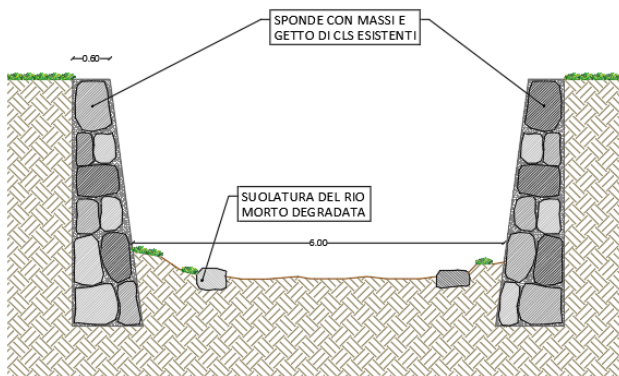 SPONDE CON MASSI E
GETTO DI CLS ESISTENTI
0.60
SUOLATURA DEL RIO
MORTO DEGRADATA
6.00